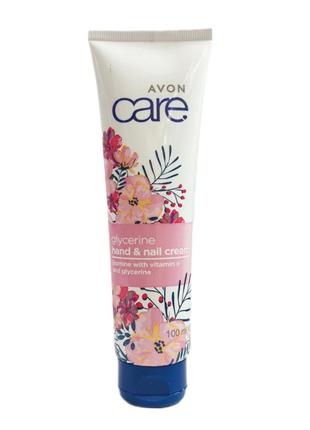 AVON
care
glycerine
hand & nail cream
jasmine with vitamin e
and glycerine
100 ml